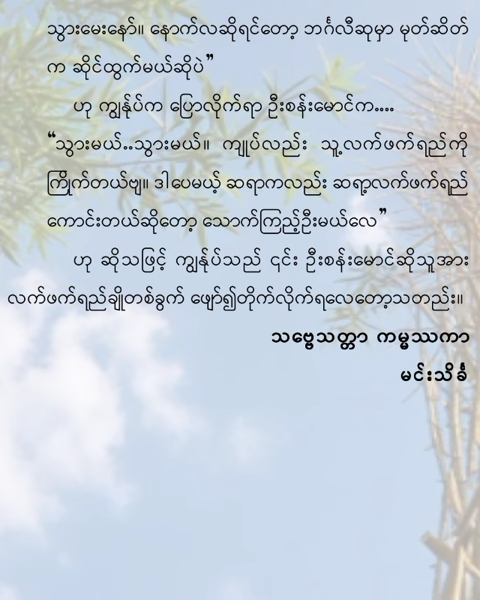 သွားမေးနော်။ နောက်လဆိုရင်တော့ ဘင်္ဂလီဆုမှာ မုတ်ဆိတ်
က ဆိုင်ထွက်မယ်ဆိုပဲ”
ဟု ကျွန်ုပ်က ပြောလိုက်ရာ ဦးစန်းမောင်က....
“သွားမယ်..သွားမယ်။ ကျုပ်လည်း သူ့လက်ဖက်ရည်ကို
ကြိုက်တယ်ဗျ။ ဒါပေမယ့် ဆရာကလည်း ဆရာ့လက်ဖက်ရည်
ကောင်းတယ်ဆိုတော့ သောက်ကြည့်ဦးမယ်လေ”
ဟု ဆိုသဖြင့် ကျွန်ုပ်သည် ၎င်း ဦးစန်းမောင်ဆိုသူအား
လက်ဖက်ရည်ချိုတစ်ခွက် ဖျော်၍တိုက်လိုက်ရလေတော့သတည်း။
သဗ္ဗေသတ္တာ ကမ္မဿကာ
မင်းသိင်္ခ